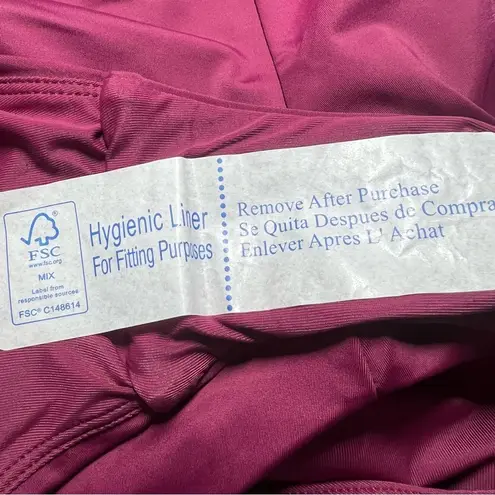 FSC
www.fsc.org
MIX
Label from
responsible sources
FSC® C148614
Hygienic Liner
For Fitting Purposes
Remove After Purchase
Se Quita Despues de Compra
Enlever Apres L' Achat